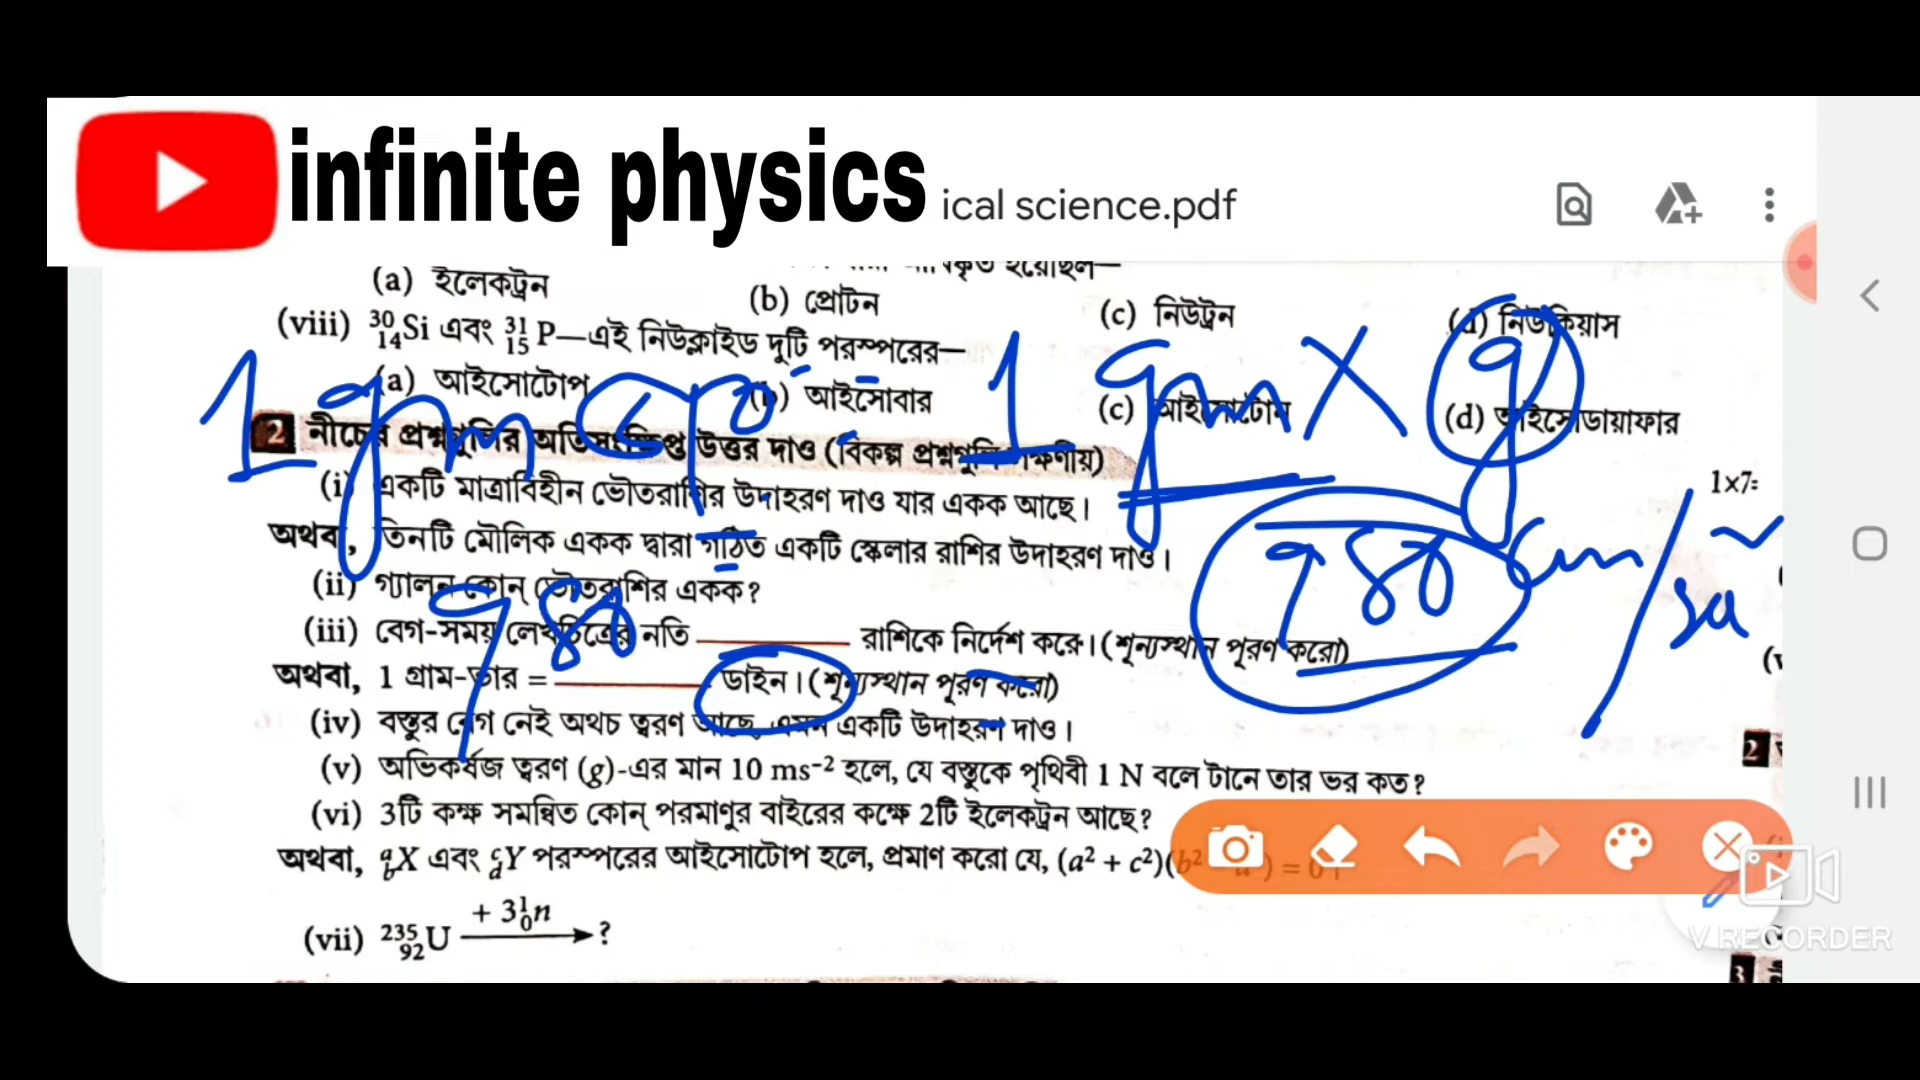 infinite physics ical science.pdf
(a) ইলেকট্রন (b) প্রোটন (c) নিউট্রন (d) নিউক্লিয়াস
(viii) ³⁰₁₄Si এবং ³¹₁₅P—এই নিউক্লাইড দুটি পরস্পরের—
(a) আইসোটোপ (b) আইসোবার (c) আইসোটোন (d) আইসোডায়াফার
1 gm 1 gm × g
2 নীচের প্রশ্নগুলির অতিসংক্ষিপ্ত উত্তর দাও (বিকল্প প্রশ্নগুলি লক্ষণীয়)
1×7=
(i) একটি মাত্রাবিহীন ভৌতরাশির উদাহরণ দাও যার একক আছে।
অথবা, তিনটি মৌলিক একক দ্বারা গঠিত একটি স্কেলার রাশির উদাহরণ দাও।
980 cm/
(ii) গ্যালন কোন্ ভৌতরাশির একক?
980
(iii) বেগ-সময় লেখচিত্রের নতি ________ রাশিকে নির্দেশ করে। (শূন্যস্থান পূরণ করো)
অথবা, 1 গ্রাম-ভার = ________ ডাইন। (শূন্যস্থান পূরণ করো)
(iv) বস্তুর বেগ নেই অথচ ত্বরণ আছে, এমন একটি উদাহরণ দাও।
(v) অভিকর্ষজ ত্বরণ (g)-এর মান 10 ms⁻² হলে, যে বস্তুকে পৃথিবী 1 N বলে টানে তার ভর কত?
2
(vi) 3টি কক্ষ সমন্বিত কোন্ পরমাণুর বাইরের কক্ষে 2টি ইলেকট্রন আছে?
অথবা, ᵃ_bX এবং ᶜ_dY পরস্পরের আইসোটোপ হলে, প্রমাণ করো যে, (a² + c²)(b²
(vii) ²³⁵₉₂U + 3¹₀n → ?
V RECORDER
3